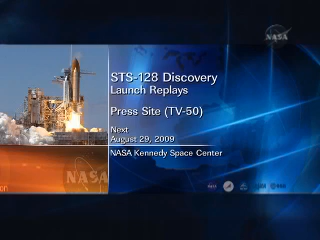 NASA
STS-128 Discovery
Launch Replays
Press Site (TV-50)
Next
August 29, 2009
NASA Kennedy Space Center
NASA
on